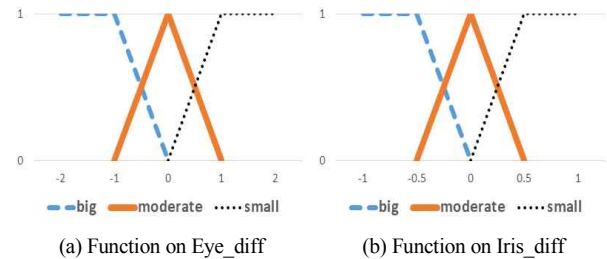 1
0
-2 -1 0 1 2
big moderate small
(a) Function on Eye_diff
1
0
-1 -0.5 0 0.5 1
big moderate small
(b) Function on Iris_diff